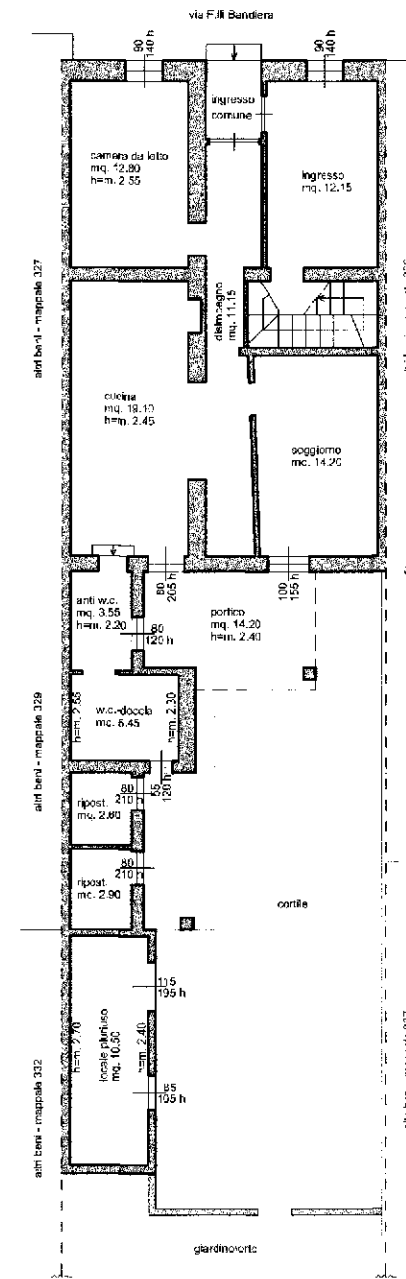 via F.lli Bandiera
90
140 h
90
140 h
ingresso
comune
camera da letto
mq. 12.80
h=m. 2.55
ingresso
mq. 12.15
altri beni - mappale 327
disimpegno
mq. 11.15
cucina
mq. 19.10
h=m. 2.45
soggiorno
mq. 14.20
80
205 h
100
155 h
anti w.c.
mq. 3.55
h=m. 2.20
80
120 h
portico
mq. 14.20
h=m. 2.40
altri beni - mappale 329
h=m. 2.55
w.c.-doccia
mq. 5.45
h=m. 2.30
55
120 h
ripost.
mq. 2.80
80
210 h
ripost.
mq. 2.90
80
210 h
cortile
altri beni - mappale 332
h=m. 2.70
locale pluriuso
mq. 10.50
h=m. 2.40
115
195 h
85
195 h
giardino/orto